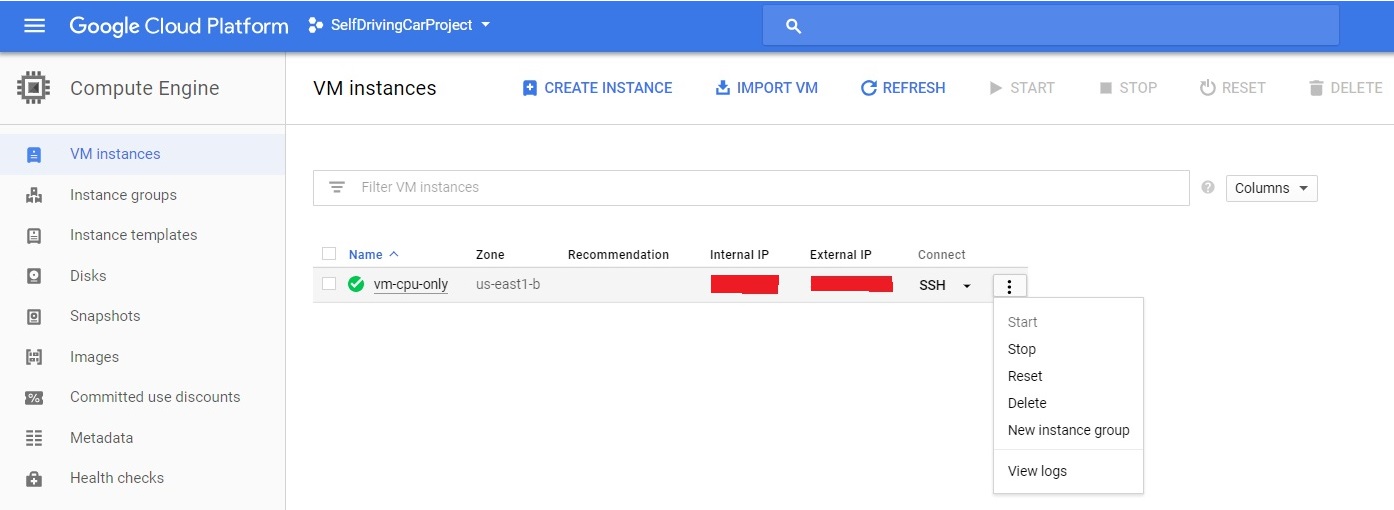 Google Cloud Platform SelfDrivingCarProject
Compute Engine
VM instances CREATE INSTANCE IMPORT VM REFRESH START STOP RESET DELETE
VM instances
Instance groups
Instance templates
Disks
Snapshots
Images
Committed use discounts
Metadata
Health checks
Filter VM instances
Columns
Name Zone Recommendation Internal IP External IP Connect
vm-cpu-only us-east1-b SSH
Start
Stop
Reset
Delete
New instance group
View logs